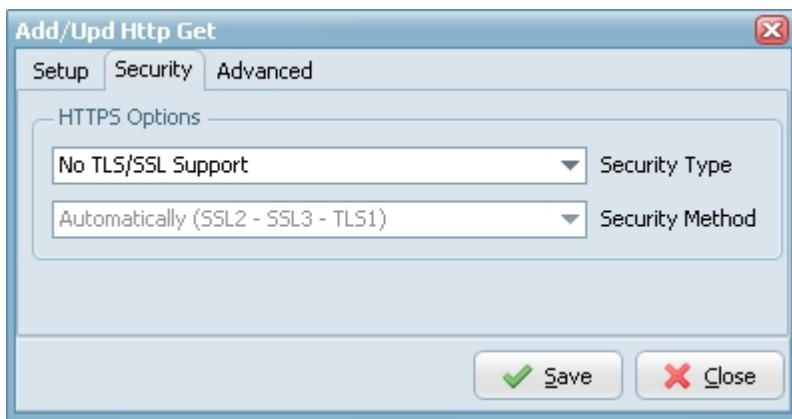 Add/Upd Http Get
Setup Security Advanced
HTTPS Options
No TLS/SSL Support Security Type
Automatically (SSL2 - SSL3 - TLS1) Security Method
Save Close